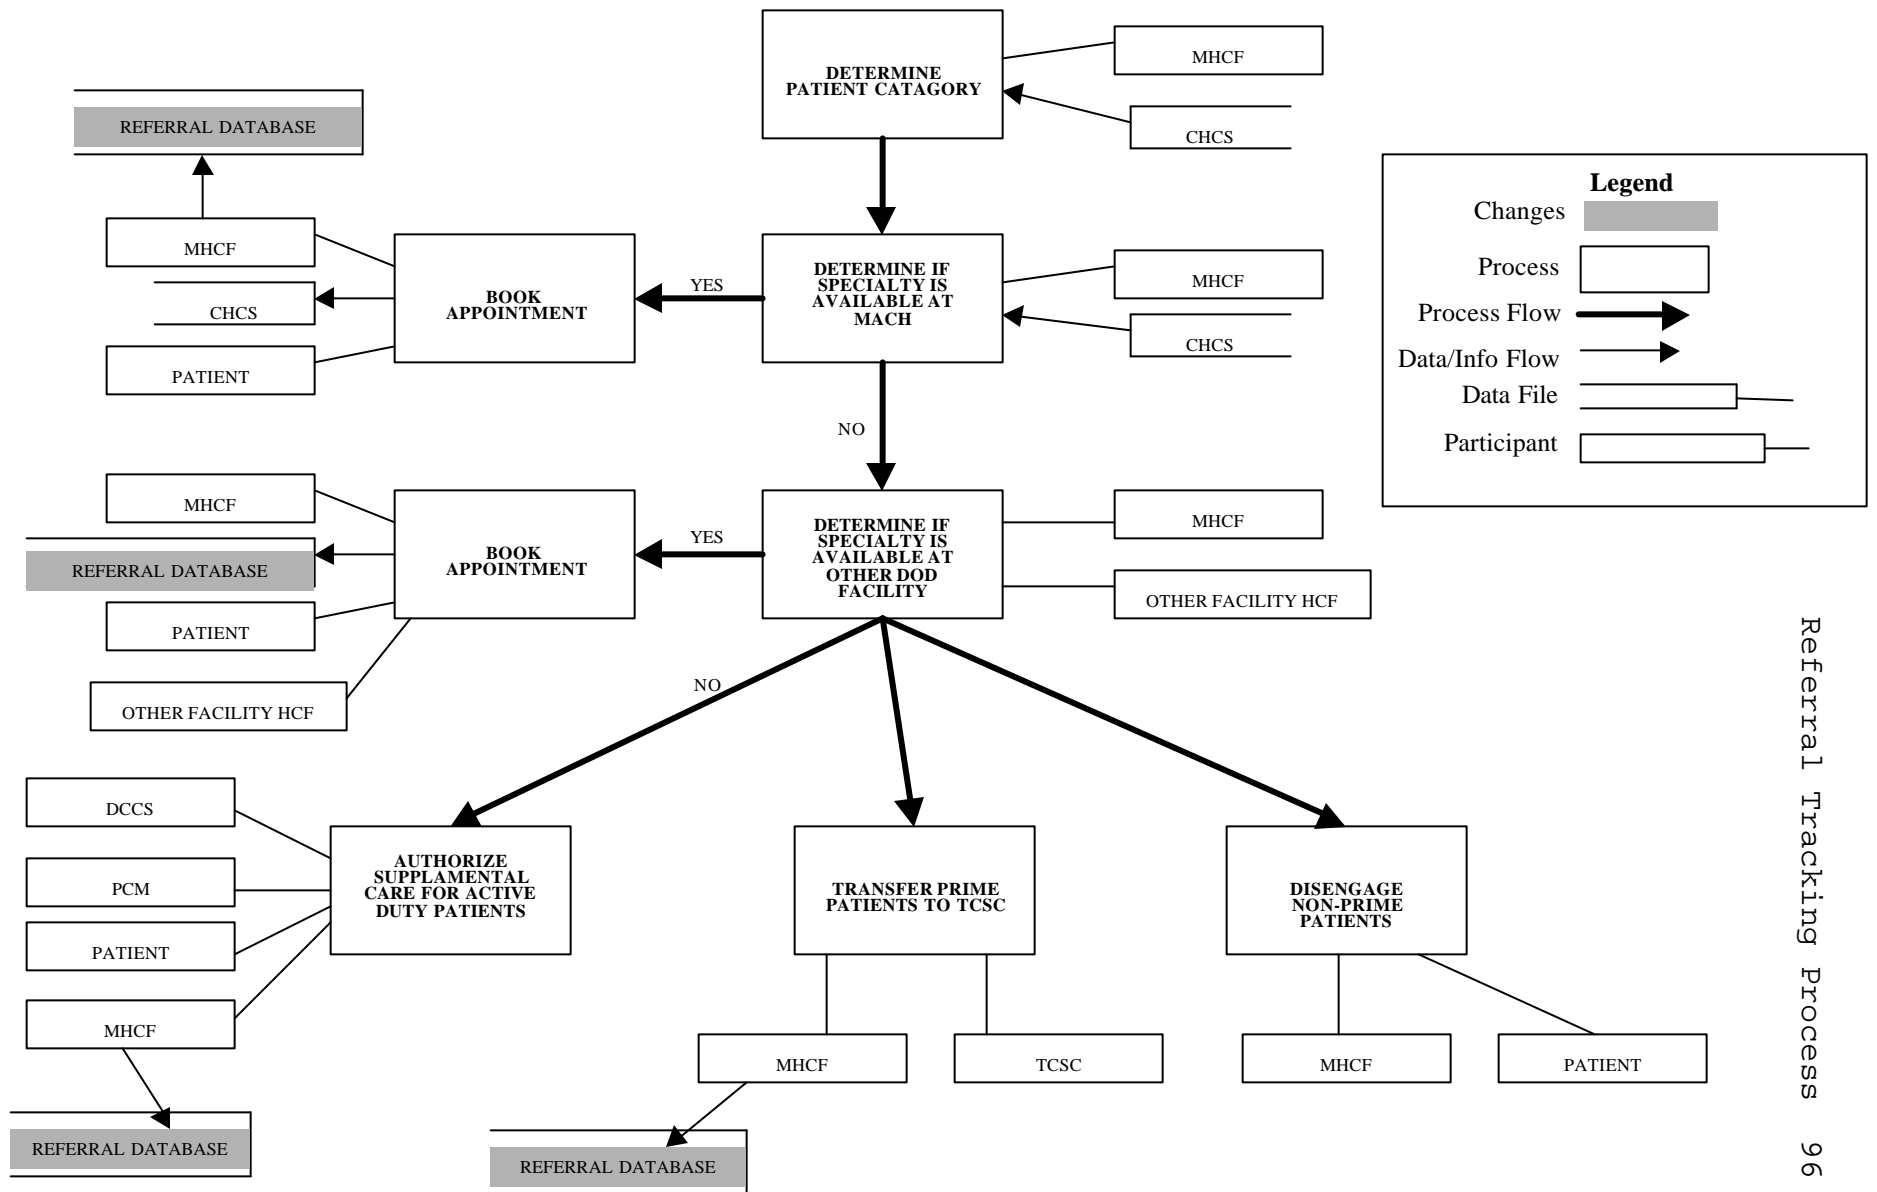 DETERMINE
PATIENT CATAGORY
MHCF
CHCS
REFERRAL DATABASE
MHCF
CHCS
PATIENT
BOOK
APPOINTMENT
YES
DETERMINE IF
SPECIALTY IS
AVAILABLE AT
MACH
MHCF
CHCS
Legend
Changes
Process
Process Flow
Data/Info Flow
Data File
Participant
NO
MHCF
REFERRAL DATABASE
PATIENT
OTHER FACILITY HCF
BOOK
APPOINTMENT
YES
DETERMINE IF
SPECIALTY IS
AVAILABLE AT
OTHER DOD
FACILITY
MHCF
OTHER FACILITY HCF
NO
DCCS
PCM
PATIENT
MHCF
REFERRAL DATABASE
AUTHORIZE
SUPPLAMENTAL
CARE FOR ACTIVE
DUTY PATIENTS
TRANSFER PRIME
PATIENTS TO TCSC
MHCF
TCSC
REFERRAL DATABASE
DISENGAGE
NON-PRIME
PATIENTS
MHCF
PATIENT
Referral Tracking Process 96